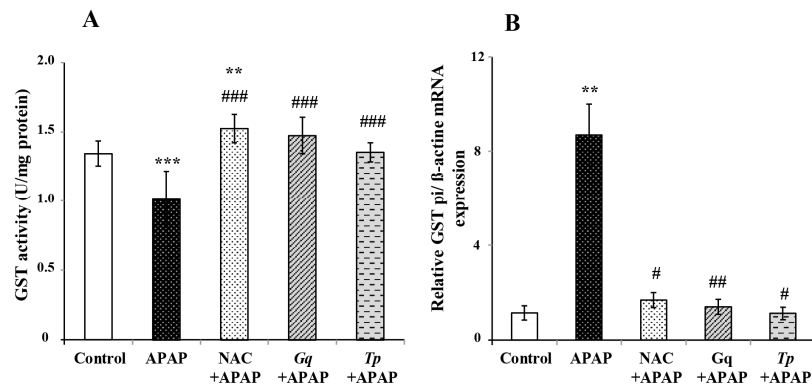 A
GST activity (U/mg protein)
2.0
1.5
1.0
0.5
0
***
**
###
###
###
Control APAP NAC Gq Tp
+APAP +APAP +APAP
B
Relative GST pi/ ß-actine mRNA
expression
12
8
4
0
**
#
##
#
Control APAP NAC Gq Tp
+APAP +APAP +APAP